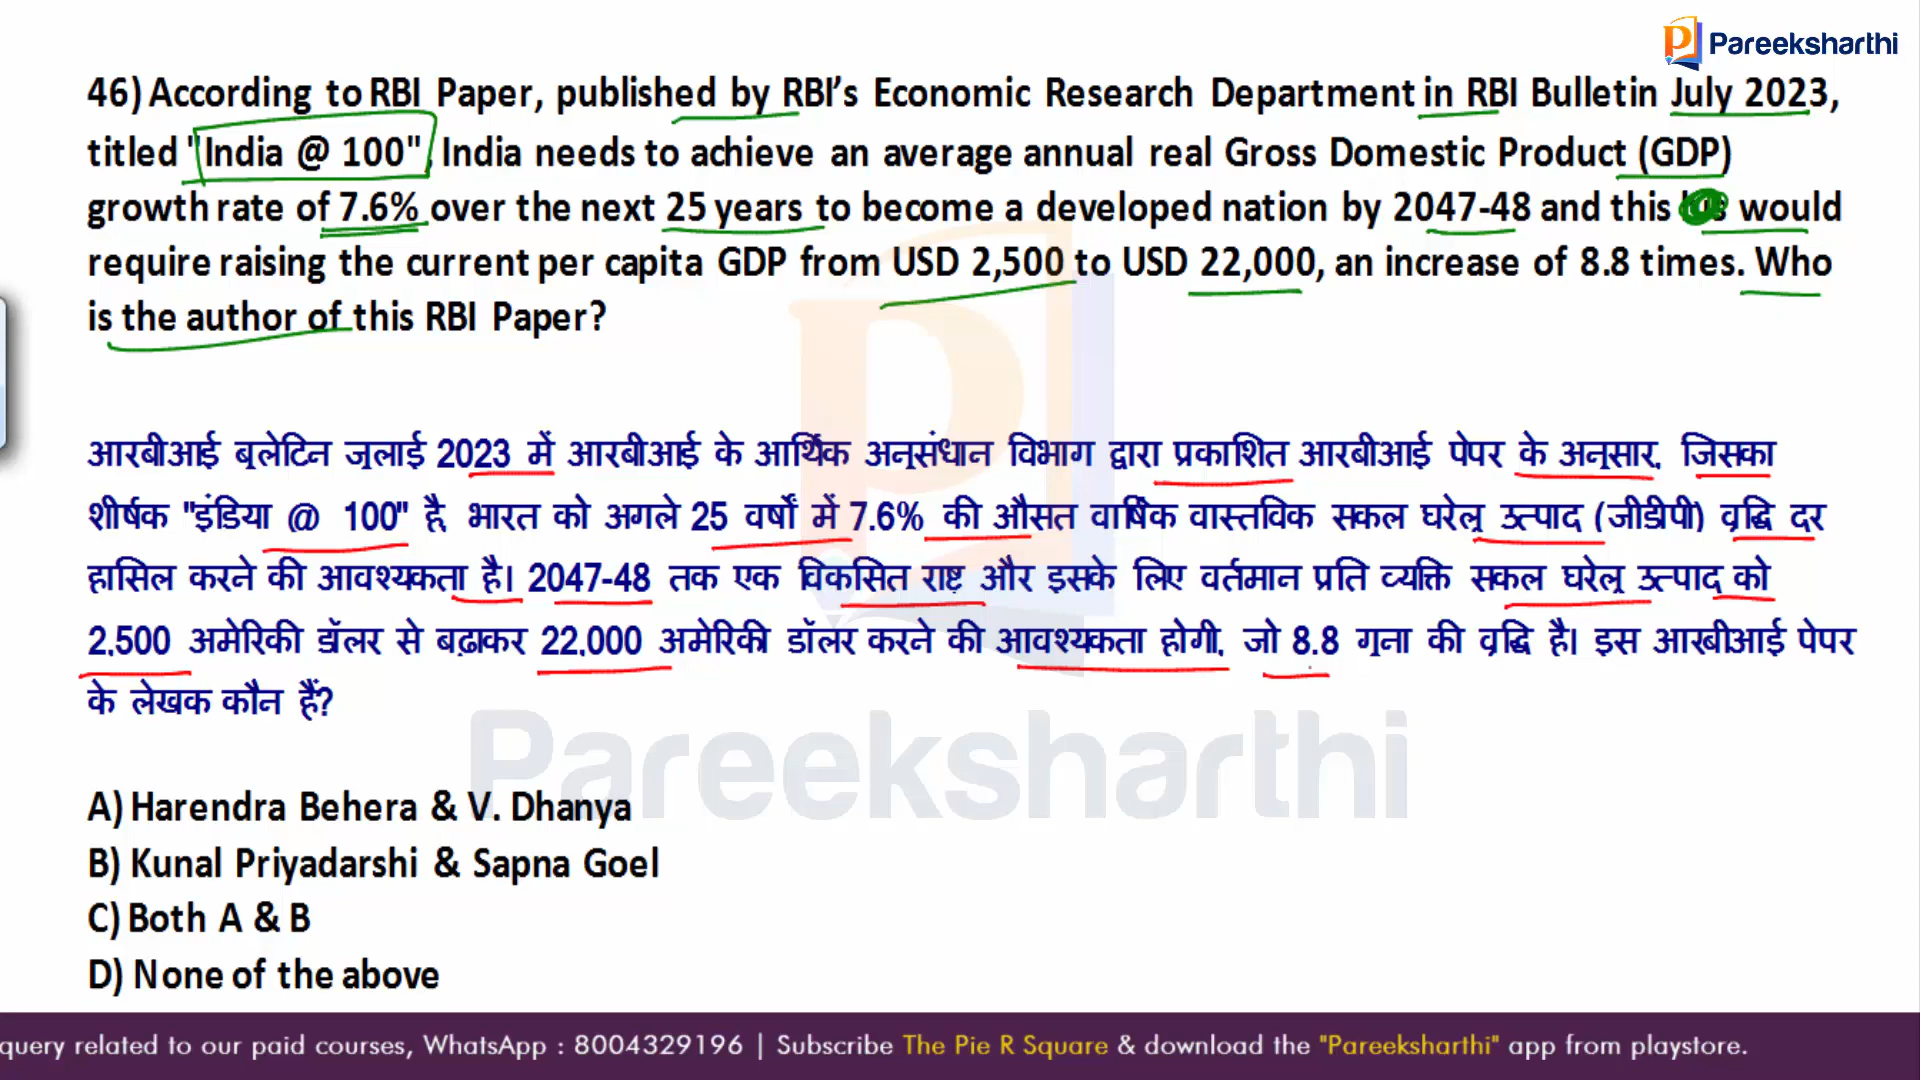 Pareeksharthi
46) According to RBI Paper, published by RBI's Economic Research Department in RBI Bulletin July 2023,
titled "India @ 100", India needs to achieve an average annual real Gross Domestic Product (GDP)
growth rate of 7.6% over the next 25 years to become a developed nation by 2047-48 and this would
require raising the current per capita GDP from USD 2,500 to USD 22,000, an increase of 8.8 times. Who
is the author of this RBI Paper?
आरबीआई बुलेटिन जुलाई 2023 में आरबीआई के आर्थिक अनुसंधान विभाग द्वारा प्रकाशित आरबीआई पेपर के अनुसार, जिसका
शीर्षक "इंडिया @ 100" है, भारत को अगले 25 वर्षों में 7.6% की औसत वार्षिक वास्तविक सकल घरेलू उत्पाद (जीडीपी) वृद्धि दर
हासिल करने की आवश्यकता है। 2047-48 तक एक विकसित राष्ट्र और इसके लिए वर्तमान प्रति व्यक्ति सकल घरेलू उत्पाद को
2,500 अमेरिकी डॉलर से बढ़ाकर 22,000 अमेरिकी डॉलर करने की आवश्यकता होगी, जो 8.8 गुना की वृद्धि है। इस आरबीआई पेपर
के लेखक कौन हैं?
Pareeksharthi
A) Harendra Behera & V. Dhanya
B) Kunal Priyadarshi & Sapna Goel
C) Both A & B
D) None of the above
query related to our paid courses, WhatsApp : 8004329196 | Subscribe The Pie R Square & download the "Pareeksharthi" app from playstore.